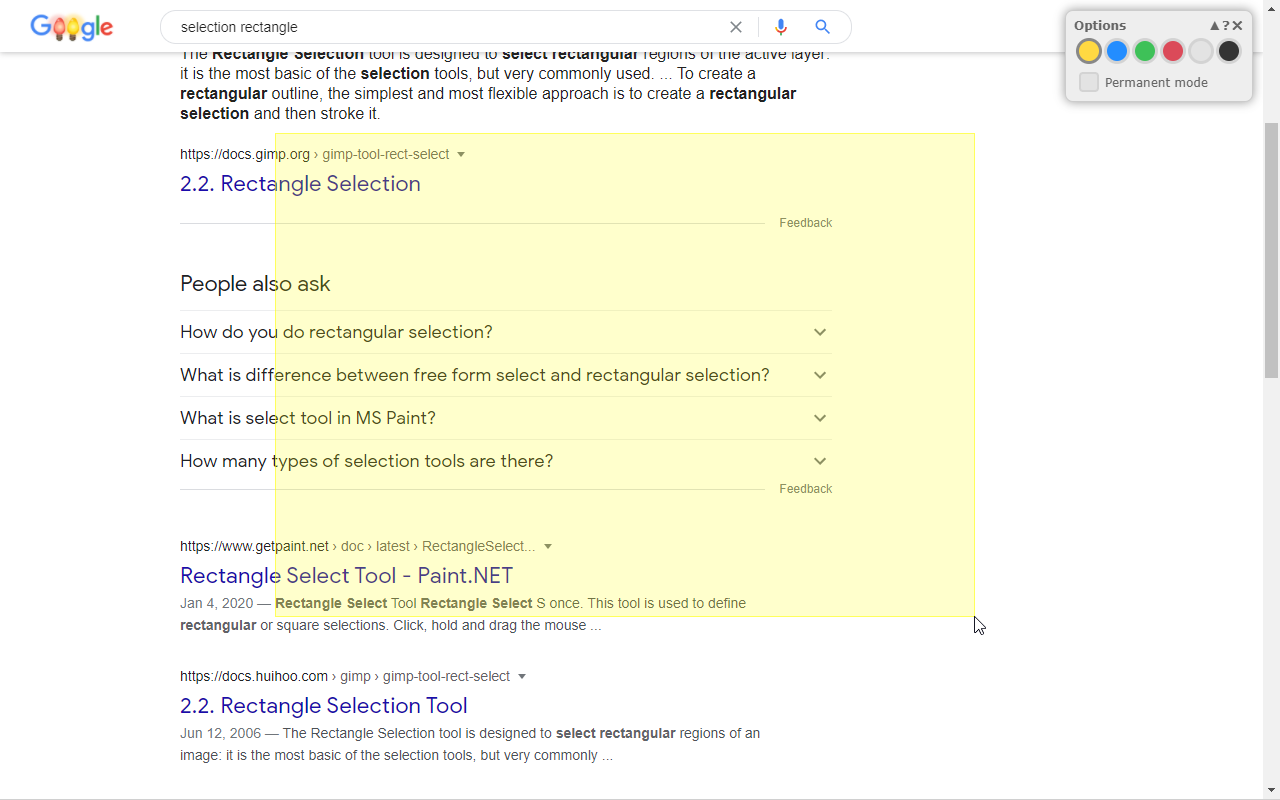 Google
selection rectangle
Options ▲?✕
Permanent mode
The Rectangle Selection tool is designed to select rectangular regions of the active layer:
it is the most basic of the selection tools, but very commonly used. ... To create a
rectangular outline, the simplest and most flexible approach is to create a rectangular
selection and then stroke it.
https://docs.gimp.org › gimp-tool-rect-select
2.2. Rectangle Selection
Feedback
People also ask
How do you do rectangular selection?
What is difference between free form select and rectangular selection?
What is select tool in MS Paint?
How many types of selection tools are there?
Feedback
https://www.getpaint.net › doc › latest › RectangleSelect...
Rectangle Select Tool - Paint.NET
Jan 4, 2020 — Rectangle Select Tool Rectangle Select S once. This tool is used to define
rectangular or square selections. Click, hold and drag the mouse ...
https://docs.huihoo.com › gimp › gimp-tool-rect-select
2.2. Rectangle Selection Tool
Jun 12, 2006 — The Rectangle Selection tool is designed to select rectangular regions of an
image: it is the most basic of the selection tools, but very commonly ...